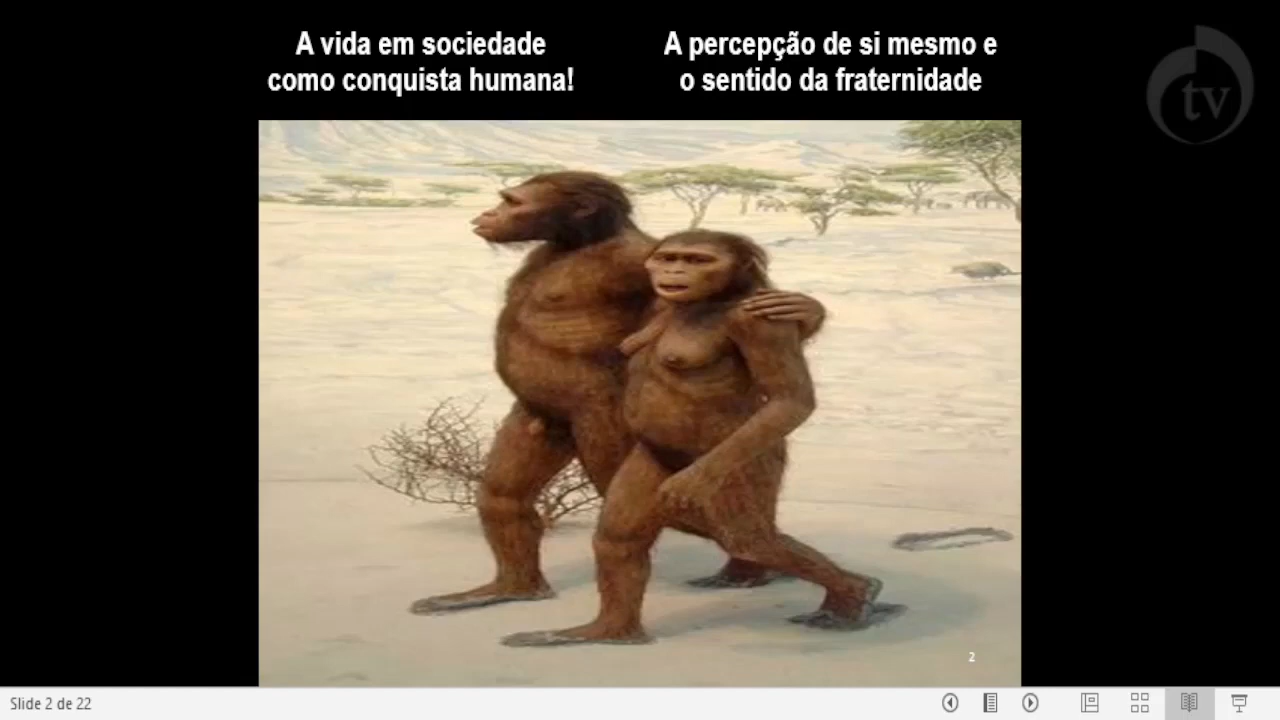 A vida em sociedade
como conquista humana!
A percepção de si mesmo e
o sentido da fraternidade
tv
2
Slide 2 de 22